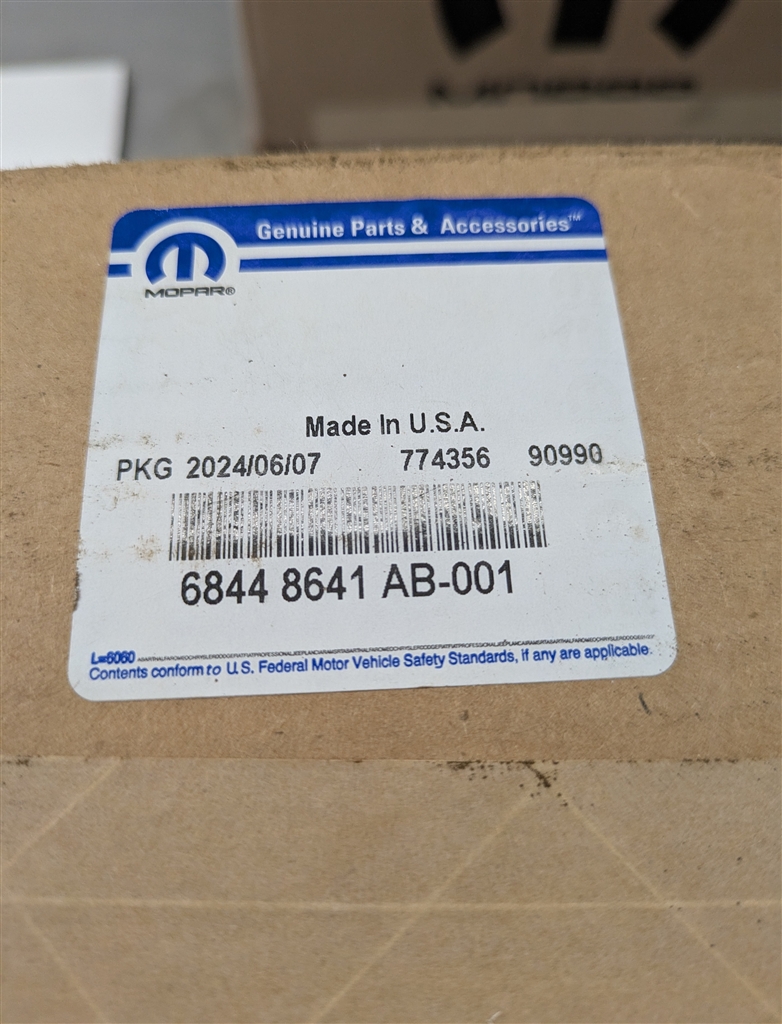 Genuine Parts & Accessories™
MOPAR®
Made In U.S.A.
PKG 2024/06/07 774356 90990
6844 8641 AB-001
L=6060
Contents conform to U.S. Federal Motor Vehicle Safety Standards, if any are applicable.